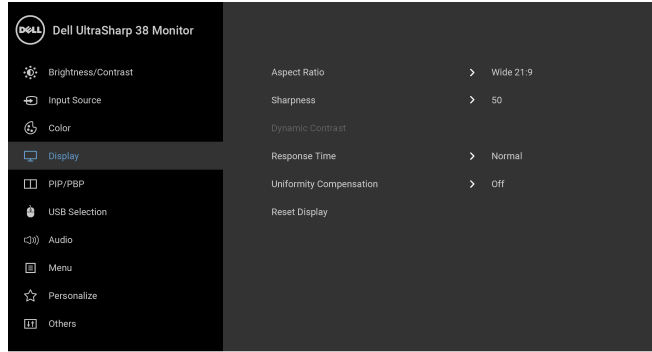 DELL Dell UltraSharp 38 Monitor
Brightness/Contrast
Aspect Ratio Wide 21:9
Input Source
Sharpness 50
Color
Dynamic Contrast
Display
Response Time Normal
PIP/PBP
Uniformity Compensation Off
USB Selection
Reset Display
Audio
Menu
Personalize
Others